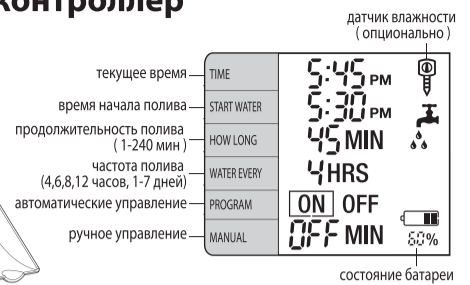 контроллер
датчик влажности
( опционально )
текущее время TIME 5:45 PM
время начала полива START WATER 5:30 PM
продолжительность полива
( 1-240 мин ) HOW LONG 45 MIN
частота полива
(4,6,8,12 часов, 1-7 дней) WATER EVERY 4 HRS
автоматические управление PROGRAM ON OFF
ручное управление MANUAL OFF MIN 60%
состояние батареи